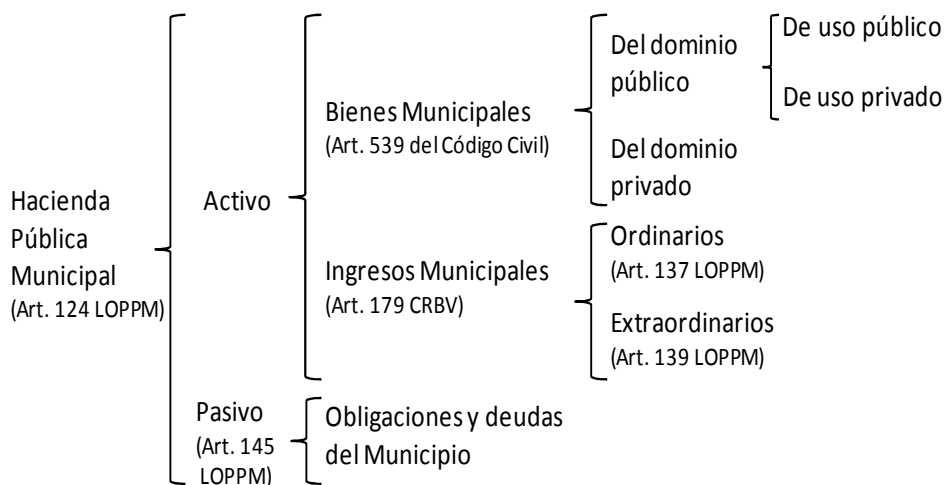 Hacienda
Pública
Municipal
(Art. 124 LOPPM)
Activo
Bienes Municipales
(Art. 539 del Código Civil)
Del dominio
público
De uso público
De uso privado
Del dominio
privado
Ingresos Municipales
(Art. 179 CRBV)
Ordinarios
(Art. 137 LOPPM)
Extraordinarios
(Art. 139 LOPPM)
Pasivo
(Art. 145
LOPPM)
Obligaciones y deudas
del Municipio